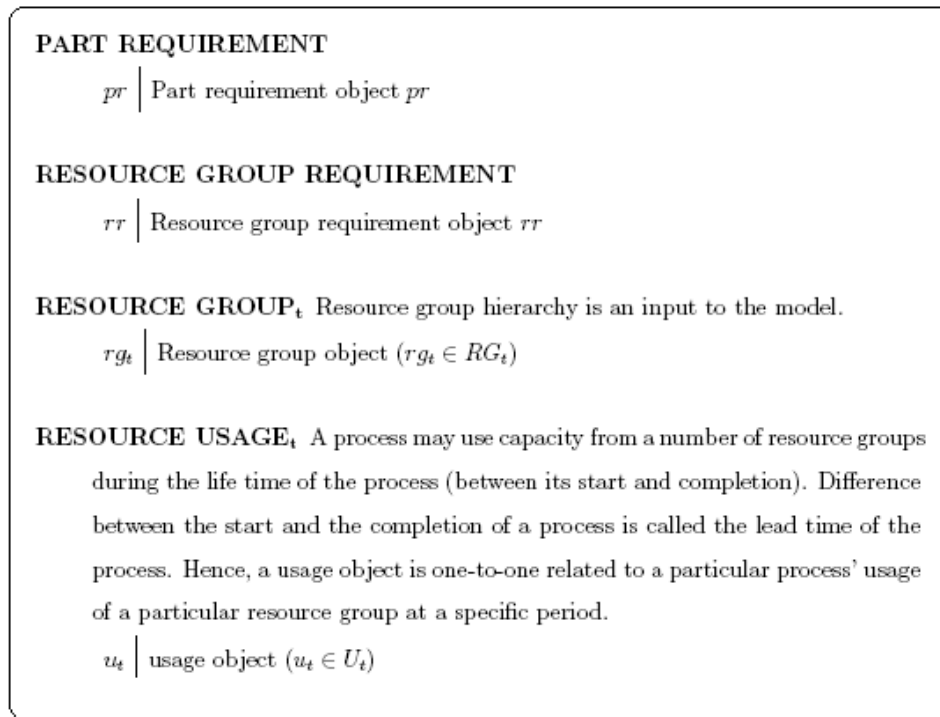 PART REQUIREMENT
pr | Part requirement object pr
RESOURCE GROUP REQUIREMENT
rr | Resource group requirement object rr
RESOURCE GROUPₜ Resource group hierarchy is an input to the model.
rgₜ | Resource group object (rgₜ ∈ RGₜ)
RESOURCE USAGEₜ A process may use capacity from a number of resource groups
during the life time of the process (between its start and completion). Difference
between the start and the completion of a process is called the lead time of the
process. Hence, a usage object is one-to-one related to a particular process' usage
of a particular resource group at a specific period.
uₜ | usage object (uₜ ∈ Uₜ)